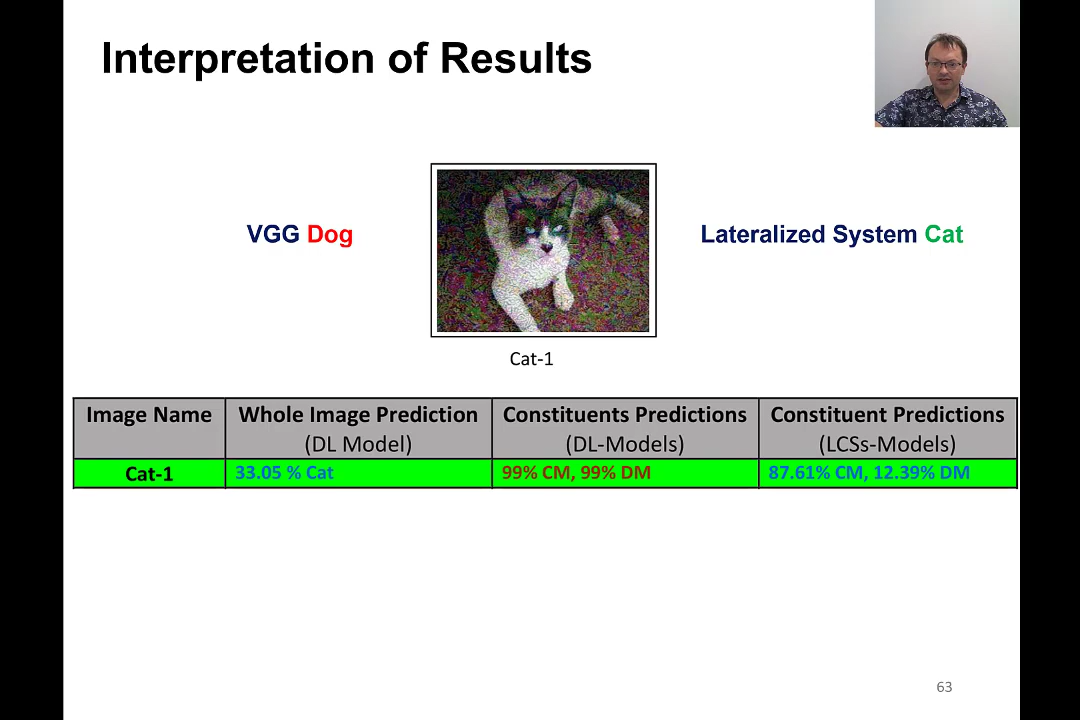 Interpretation of Results
VGG Dog
Lateralized System Cat
Cat-1
Image Name
Whole Image Prediction
(DL Model)
Constituents Predictions
(DL-Models)
Constituent Predictions
(LCSs-Models)
Cat-1
33.05 % Cat
99% CM, 99% DM
87.61% CM, 12.39% DM
63